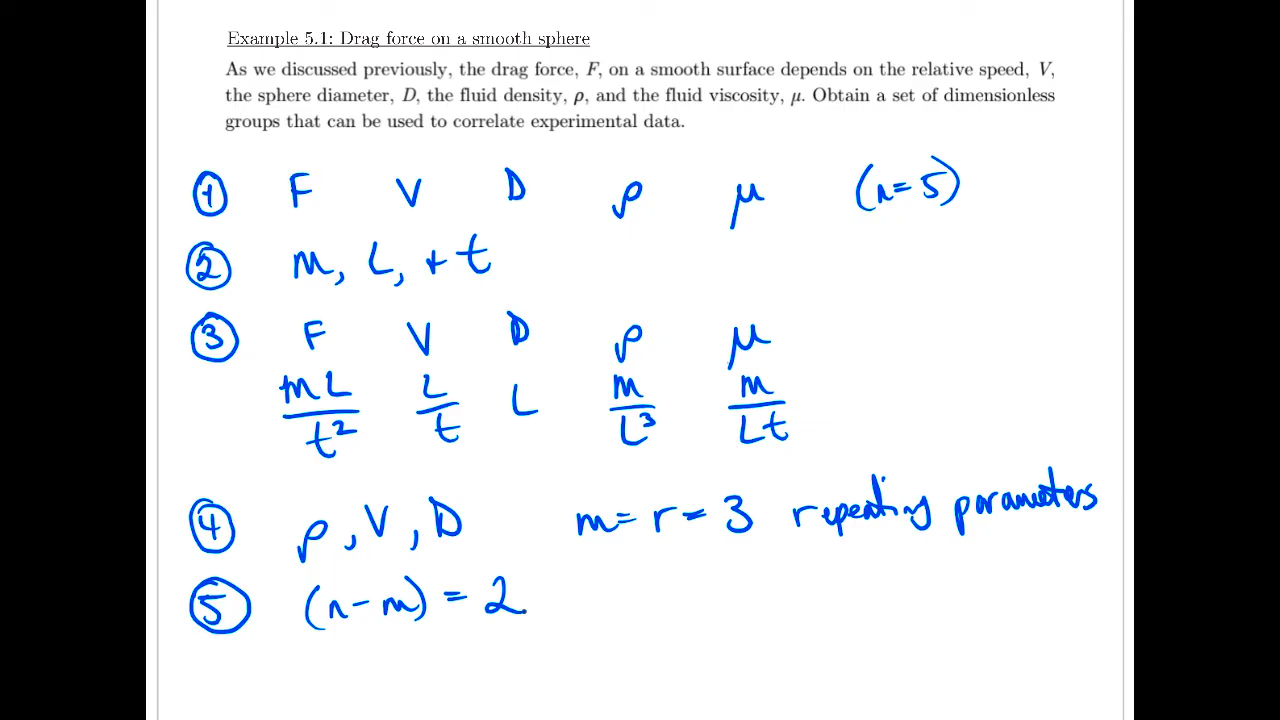 Example 5.1: Drag force on a smooth sphere
As we discussed previously, the drag force, F, on a smooth surface depends on the relative speed, V,
the sphere diameter, D, the fluid density, ρ, and the fluid viscosity, μ. Obtain a set of dimensionless
groups that can be used to correlate experimental data.
① F V D ρ μ (n=5)
② M, L, + t
③ F V D ρ μ
ML/t² L/t L M/L³ M/Lt
④ ρ, V, D m = r = 3 repeating parameters
⑤ (n-m) = 2